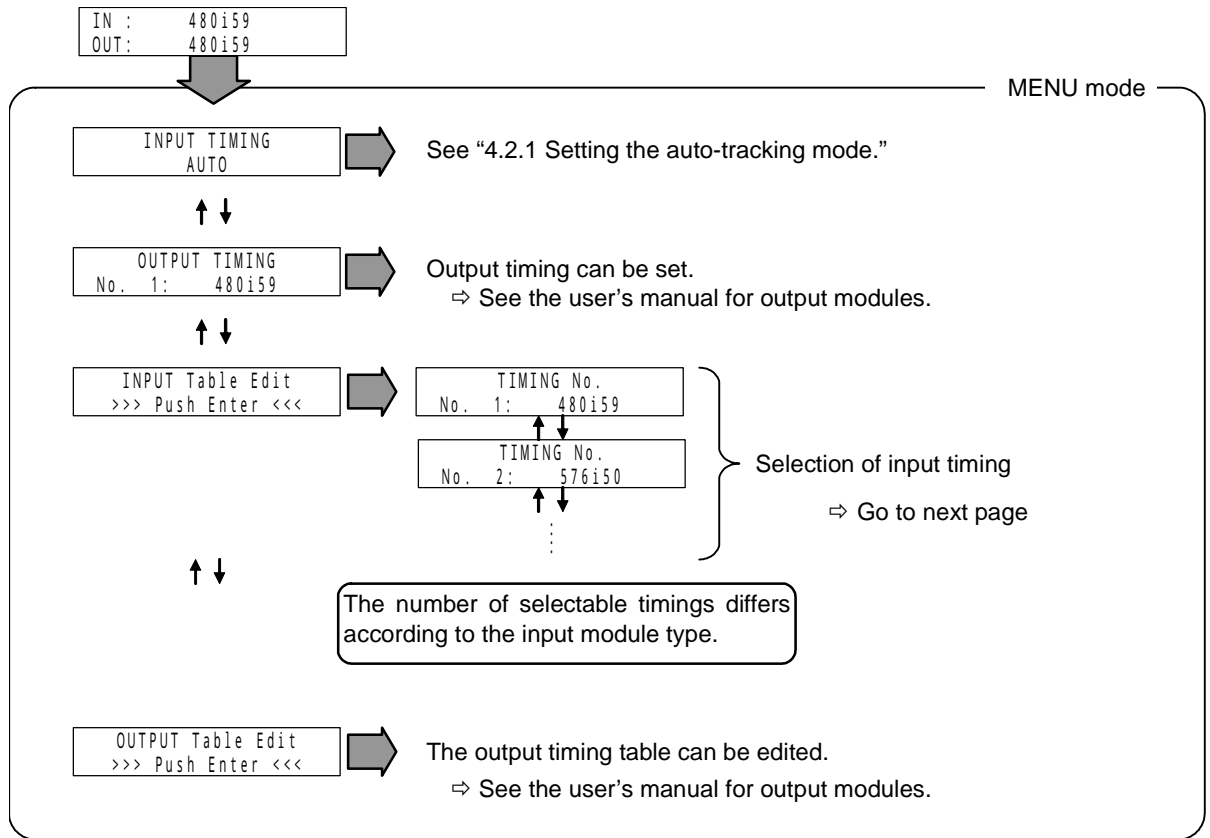 IN : 480i59
OUT: 480i59
MENU mode
INPUT TIMING
AUTO
See “4.2.1 Setting the auto-tracking mode.”
OUTPUT TIMING
No. 1: 480i59
Output timing can be set.
⇨ See the user’s manual for output modules.
INPUT Table Edit
>>> Push Enter <<<
TIMING No.
No. 1: 480i59
TIMING No.
No. 2: 576i50
Selection of input timing
⇨ Go to next page
The number of selectable timings differs
according to the input module type.
OUTPUT Table Edit
>>> Push Enter <<<
The output timing table can be edited.
⇨ See the user’s manual for output modules.